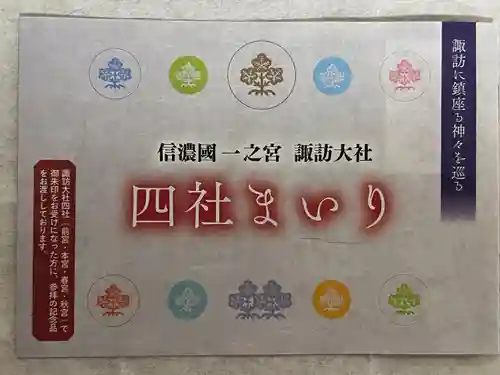 諏訪に鎮座る神々を巡る
信濃國一之宮 諏訪大社
四社まいり
諏訪大社四社(前宮・本宮・春宮・秋宮)で
御朱印をお受けになった方に、参拝の記念品
をお渡ししております。